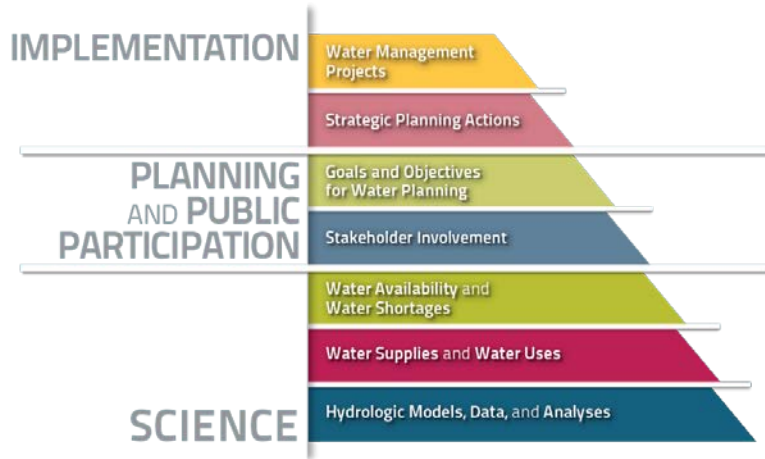 IMPLEMENTATION
Water Management
Projects
Strategic Planning Actions
PLANNING
AND PUBLIC
PARTICIPATION
Goals and Objectives
for Water Planning
Stakeholder Involvement
Water Availability and
Water Shortages
Water Supplies and Water Uses
SCIENCE
Hydrologic Models, Data, and Analyses